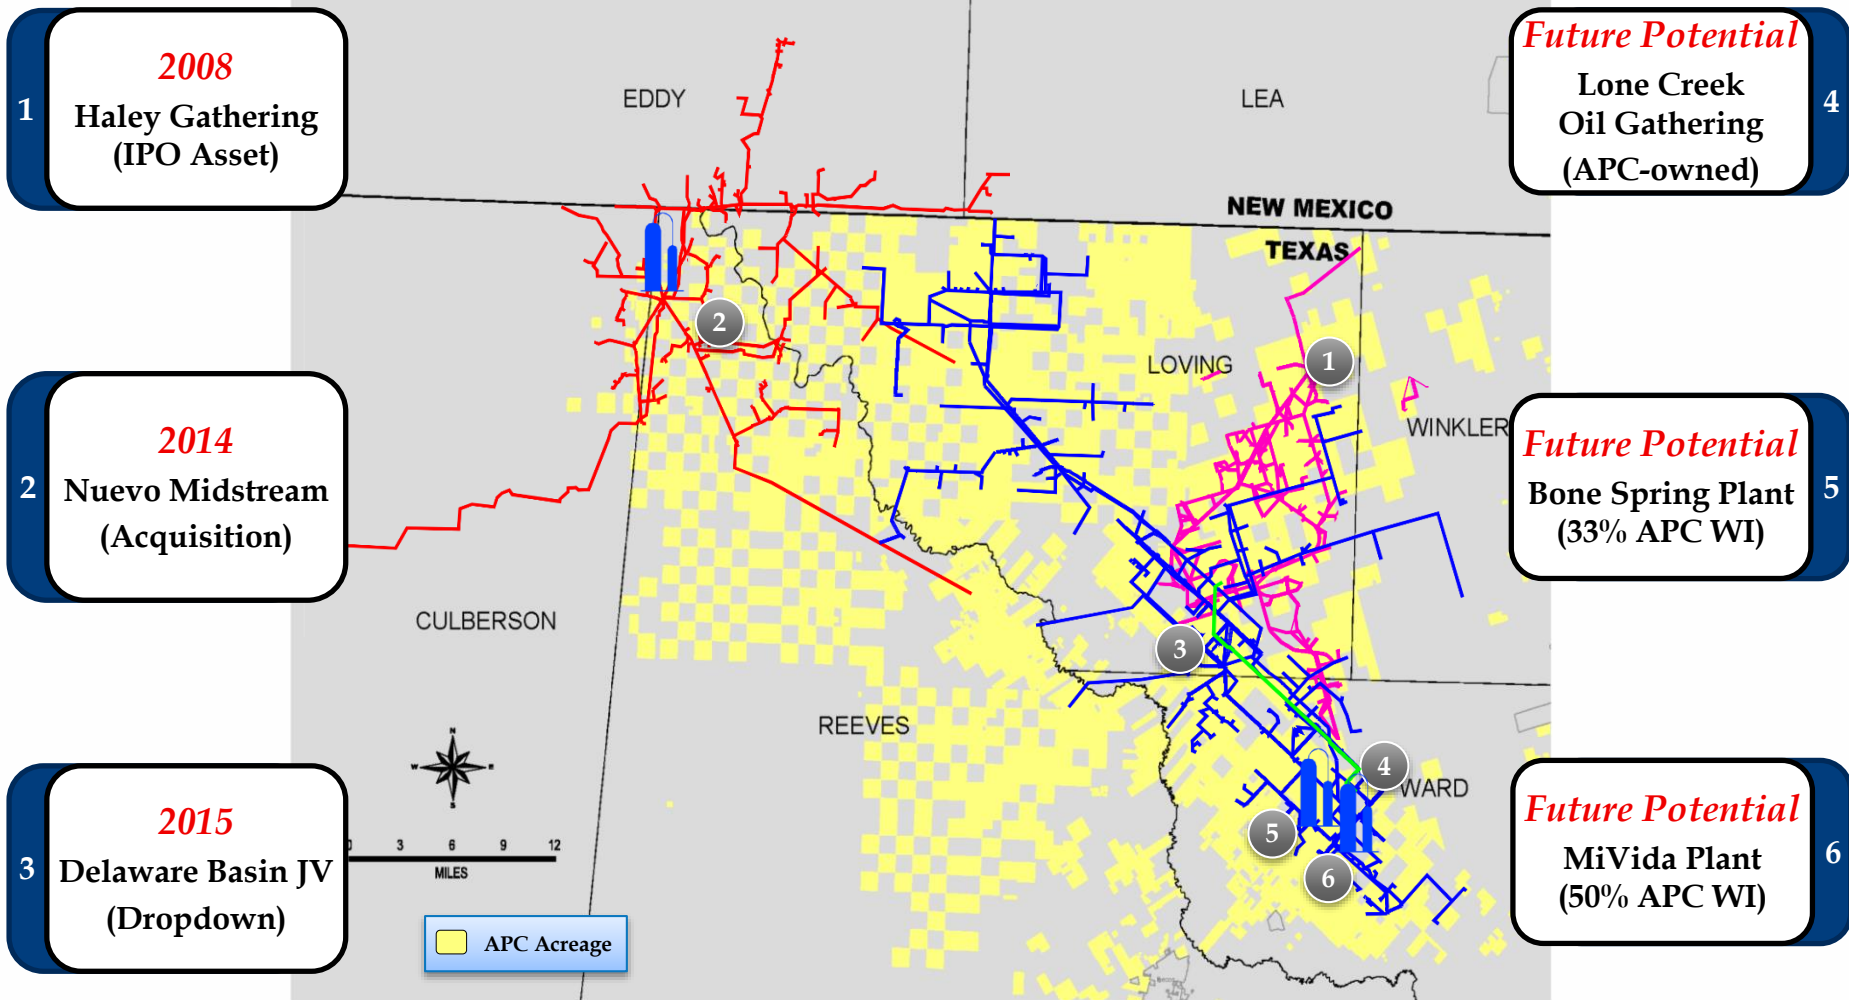 1
2008
Haley Gathering
(IPO Asset)
2
2014
Nuevo Midstream
(Acquisition)
3
2015
Delaware Basin JV
(Dropdown)
EDDY
LEA
NEW MEXICO
TEXAS
2
LOVING
1
WINKLER
CULBERSON
3
REEVES
4
WARD
5
6
N
W
E
S
0 3 6 9 12
MILES
APC Acreage
Future Potential
Lone Creek
Oil Gathering
(APC-owned)
4
Future Potential
Bone Spring Plant
(33% APC WI)
5
Future Potential
MiVida Plant
(50% APC WI)
6